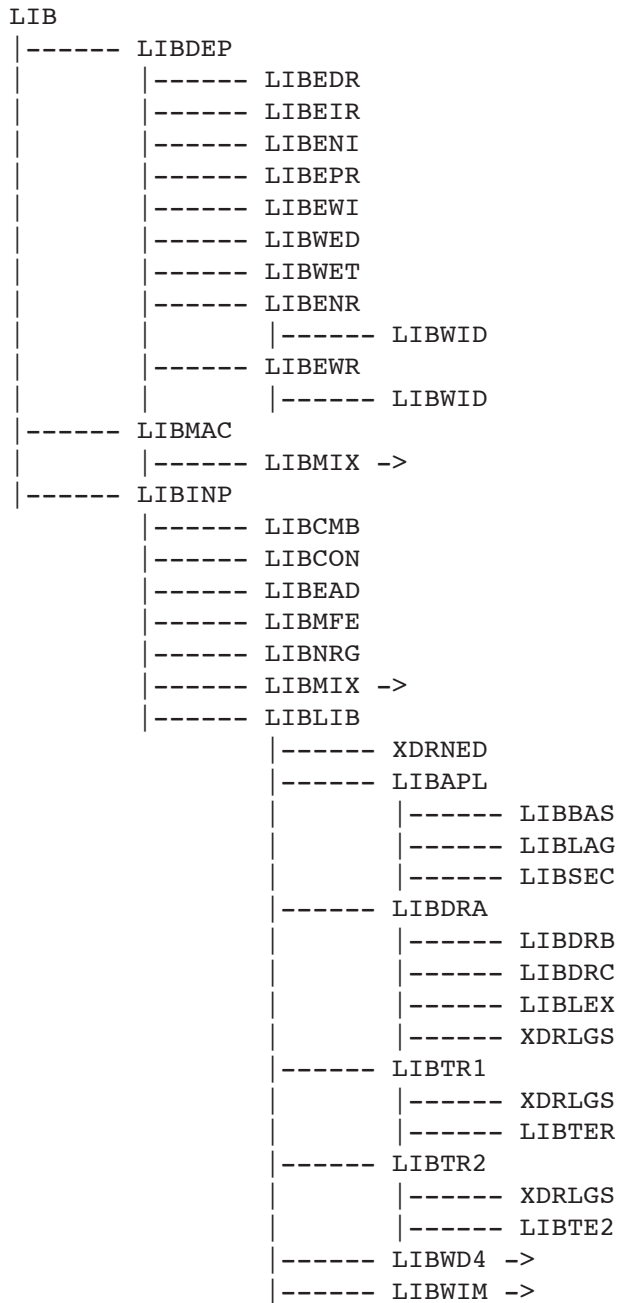 LIB
|------ LIBDEP
|       |------ LIBEDR
|       |------ LIBEIR
|       |------ LIBENI
|       |------ LIBEPR
|       |------ LIBEWI
|       |------ LIBWED
|       |------ LIBWET
|       |------ LIBENR
|       |       |------ LIBWID
|       |------ LIBEWR
|       |       |------ LIBWID
|------ LIBMAC
|       |------ LIBMIX ->
|------ LIBINP
        |------ LIBCMB
        |------ LIBCON
        |------ LIBEAD
        |------ LIBMFE
        |------ LIBNRG
        |------ LIBMIX ->
        |------ LIBLIB
                |------ XDRNED
                |------ LIBAPL
                |       |------ LIBBAS
                |       |------ LIBLAG
                |       |------ LIBSEC
                |------ LIBDRA
                |       |------ LIBDRB
                |       |------ LIBDRC
                |       |------ LIBLEX
                |       |------ XDRLGS
                |------ LIBTR1
                |       |------ XDRLGS
                |       |------ LIBTER
                |------ LIBTR2
                |       |------ XDRLGS
                |       |------ LIBTE2
                |------ LIBWD4 ->
                |------ LIBWIM ->